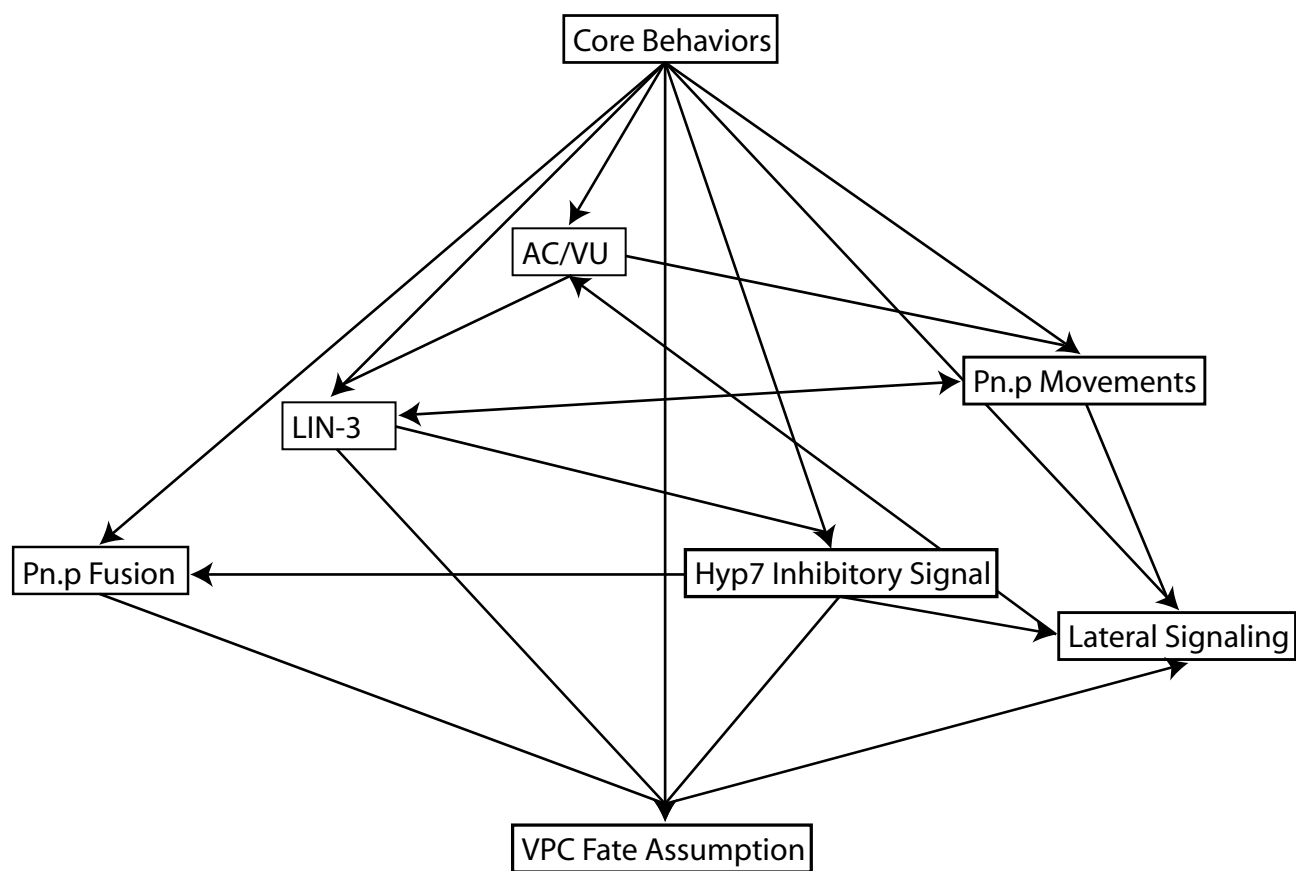 Core Behaviors
AC/VU
Pn.p Movements
LIN-3
Pn.p Fusion
Hyp7 Inhibitory Signal
Lateral Signaling
VPC Fate Assumption